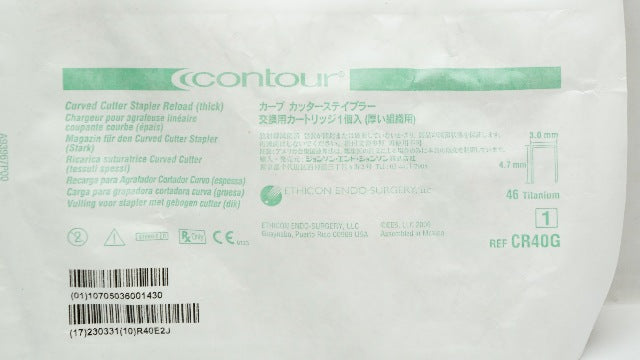 contour®
Curved Cutter Stapler Reload (thick)
Chargeur pour agrafeuse linéaire
coupante courbe (épais)
Magazin für den Curved Cutter Stapler
(Stark)
Ricarica suturatrice Curved Cutter
(tessuti spessi)
Recarga para Agrafador Cortador Curvo (espessa)
Carga para grapadora cortadora curva (gruesa)
Vulling voor stapler met gebogen cutter (dik)
カーブ カッターステイプラー
交換用カートリッジ1個入 (厚い組織用)
ETHICON ENDO-SURGERY, LLC
3.0 mm
4.7 mm
46 Titanium
1
REF CR40G
2
Rx Only
CE
ETHICON ENDO-SURGERY, LLC
Guaynabo, Puerto Rico 00969 USA
Assembled in Mexico
(01)10705036001430
(17)230331(10)R40E2J